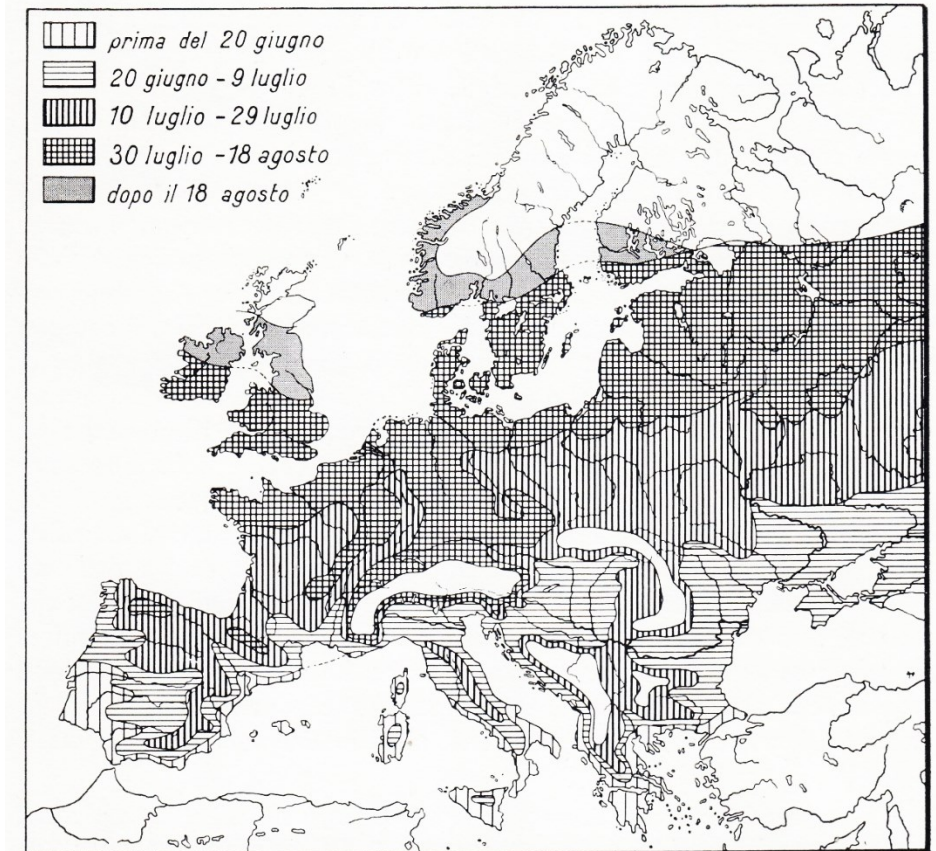 prima del 20 giugno
20 giugno - 9 luglio
10 luglio - 29 luglio
30 luglio - 18 agosto
dopo il 18 agosto